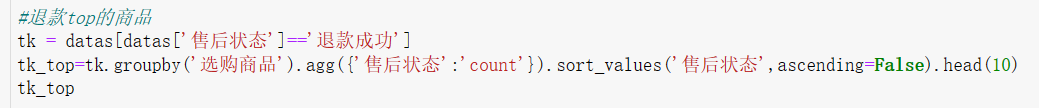 #退款top的商品
tk = datas[datas['售后状态']=='退款成功']
tk_top=tk.groupby('选购商品').agg({'售后状态':'count'}).sort_values('售后状态',ascending=False).head(10)
tk_top